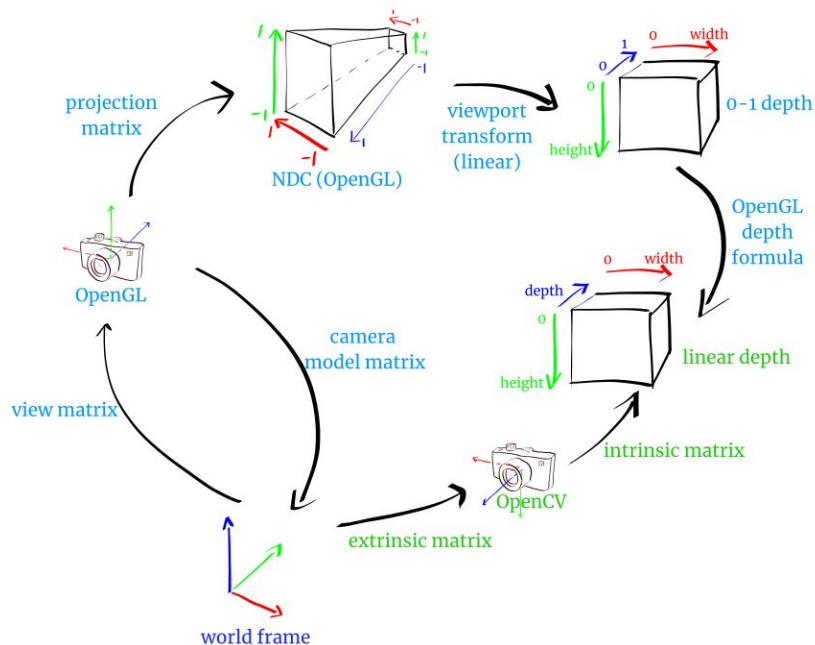 1
-1
1
-1
-1
1
-1
-1
1
-1
NDC (OpenGL)
projection
matrix
viewport
transform
(linear)
0
width
1
0
0
height
0-1 depth
OpenGL
depth
formula
OpenGL
camera
model matrix
view matrix
0
width
depth
0
height
linear depth
intrinsic matrix
OpenCV
extrinsic matrix
world frame